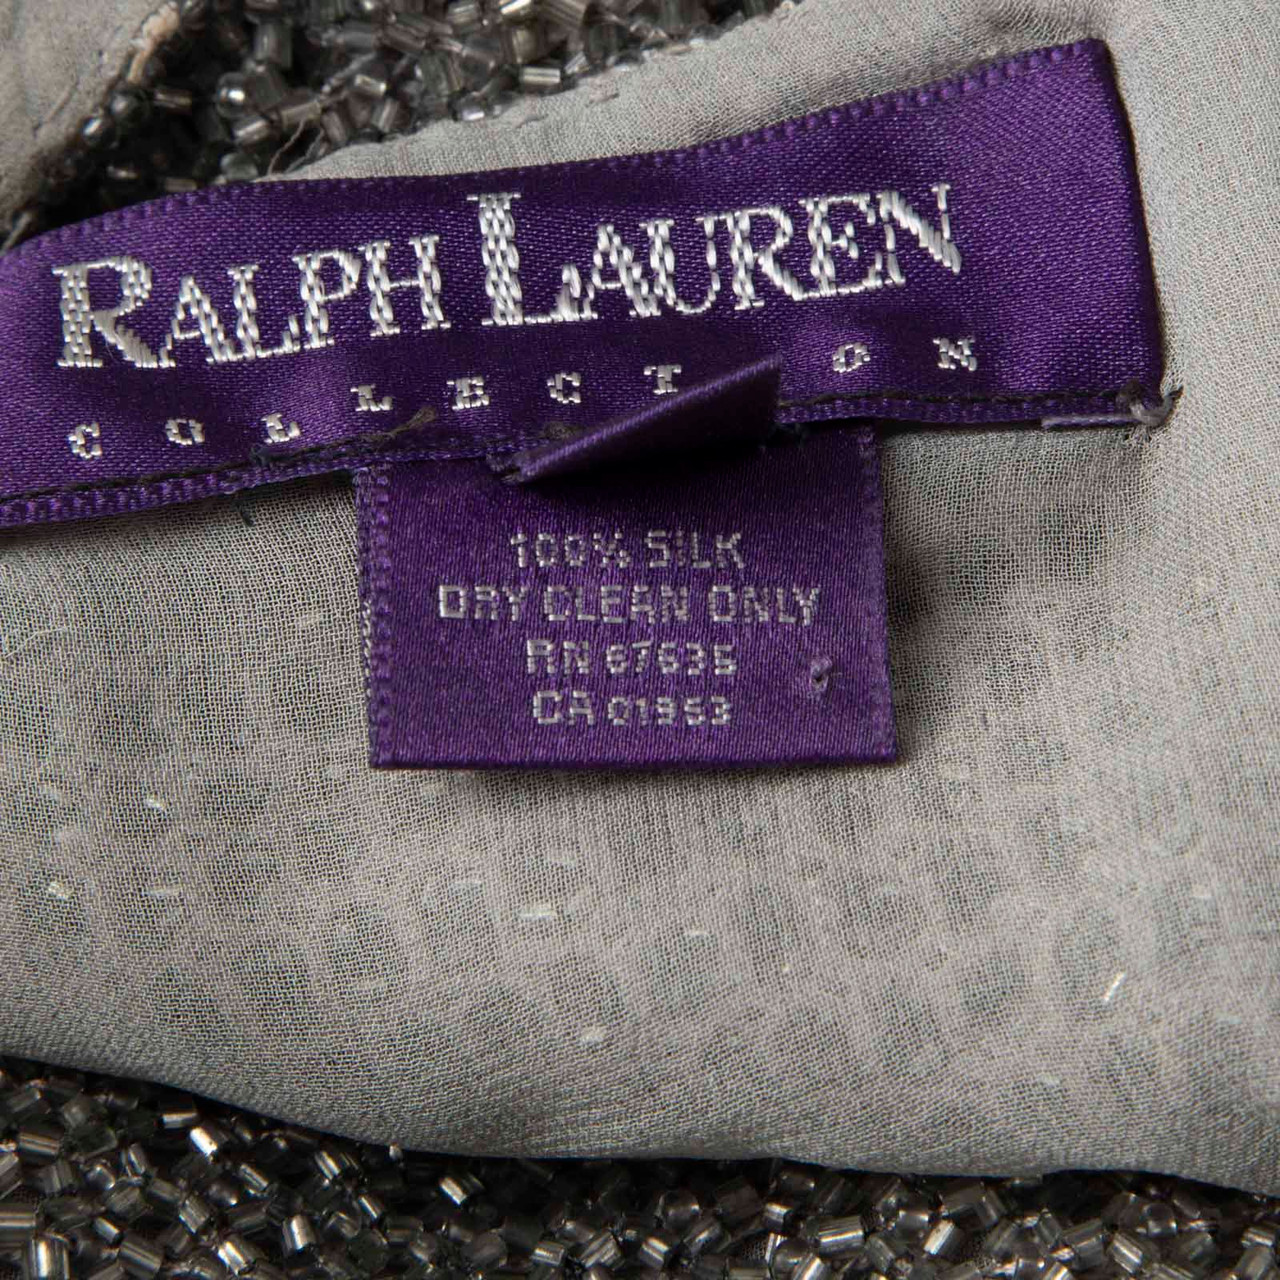 RALPH LAUREN
COLLECTION
100% SILK
DRY CLEAN ONLY
RN 67635
CA 01953